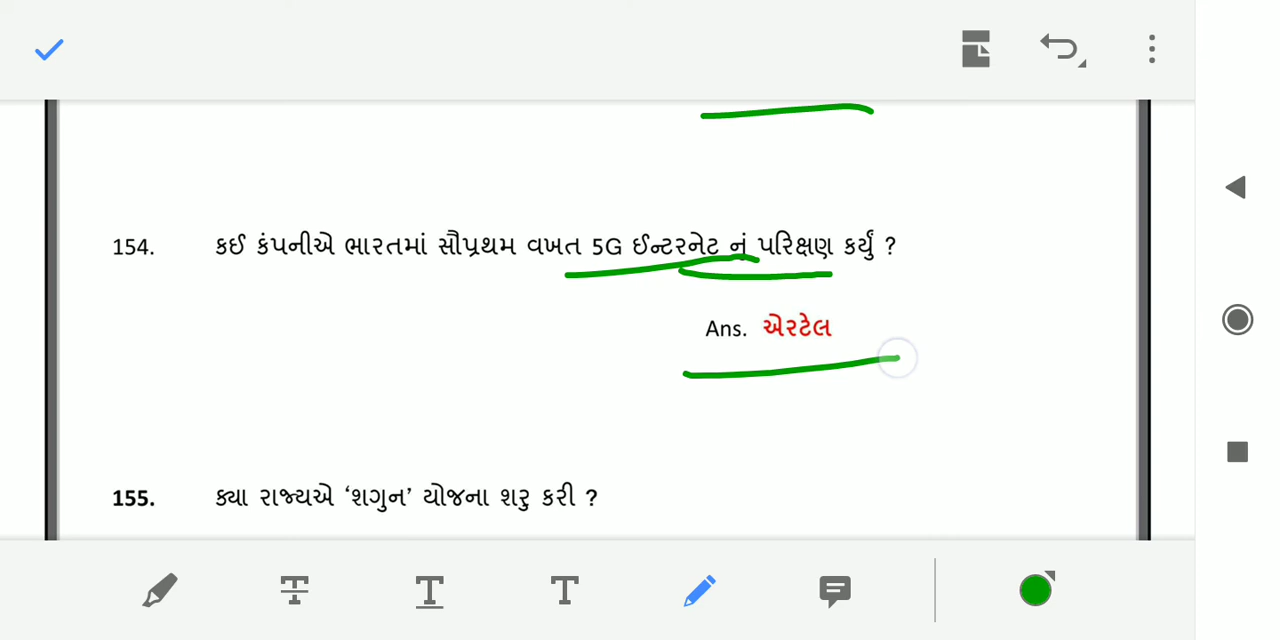 154. કઈ કંપનીએ ભારતમાં સૌપ્રથમ વખત 5G ઈન્ટરનેટ નું પરિક્ષણ કર્યું ?
Ans. એરટેલ
155. ક્યા રાજ્યએ ‘શગુન’ યોજના શરુ કરી ?